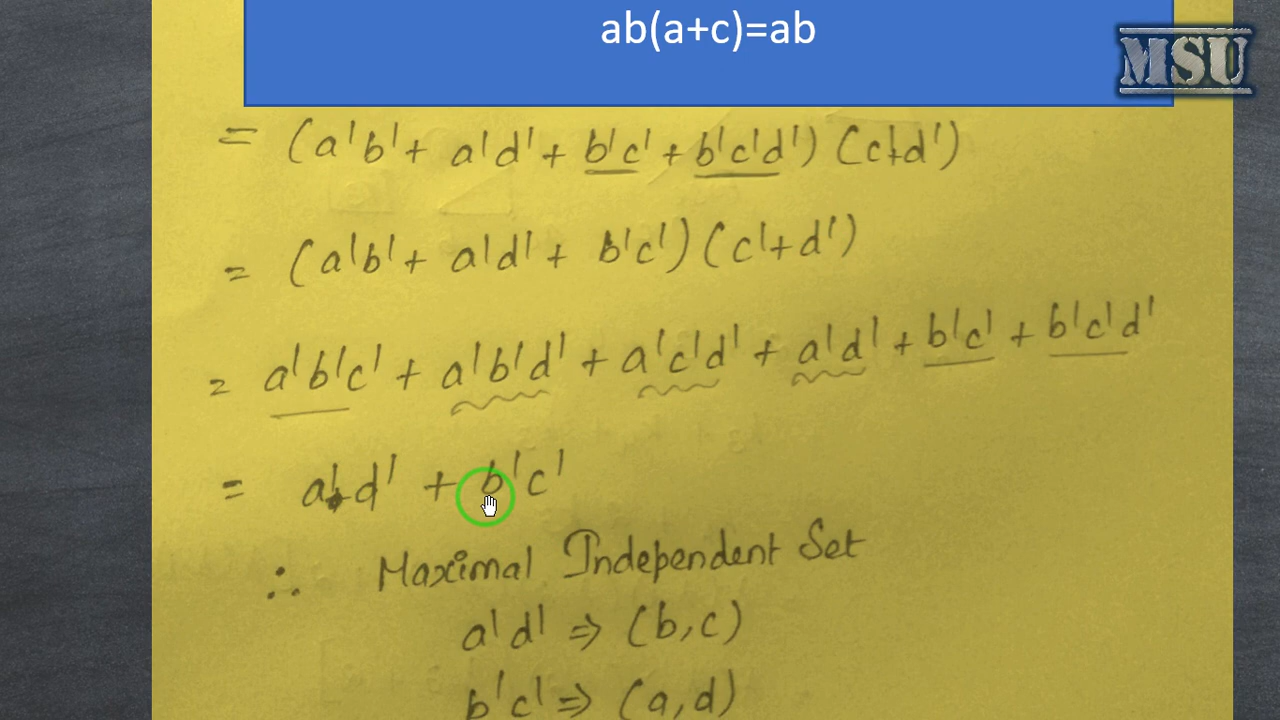 ab(a+c)=ab
MSU
= (a'b' + a'd' + b'c' + b'c'd') (c'+d')
= (a'b' + a'd' + b'c') (c'+d')
= a'b'c' + a'b'd' + a'c'd' + a'd' + b'c' + b'c'd'
= a'd' + b'c'
∴ Maximal Independent Set
a'd' ⇒ (b,c)
b'c' ⇒ (a,d)